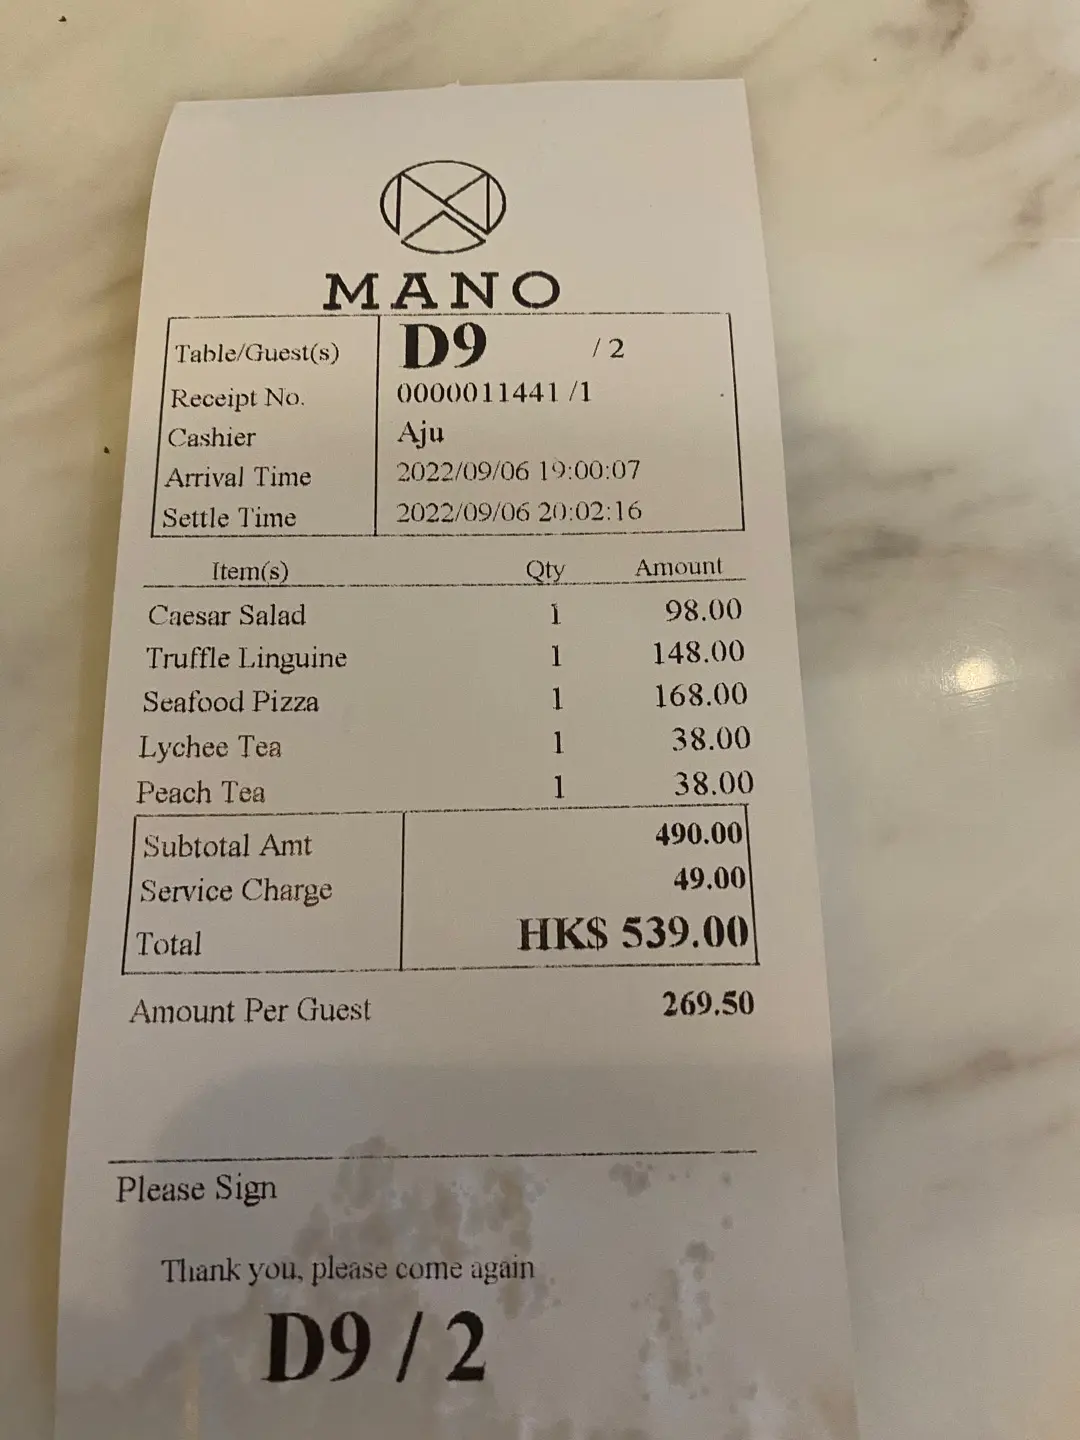 MANO
Table/Guest(s) D9 / 2
Receipt No. 0000011441 /1
Cashier Aju
Arrival Time 2022/09/06 19:00:07
Settle Time 2022/09/06 20:02:16
Item(s) Qty Amount
Caesar Salad 1 98.00
Truffle Linguine 1 148.00
Seafood Pizza 1 168.00
Lychee Tea 1 38.00
Peach Tea 1 38.00
Subtotal Amt 490.00
Service Charge 49.00
Total HK$ 539.00
Amount Per Guest 269.50
Please Sign
Thank you, please come again
D9 / 2